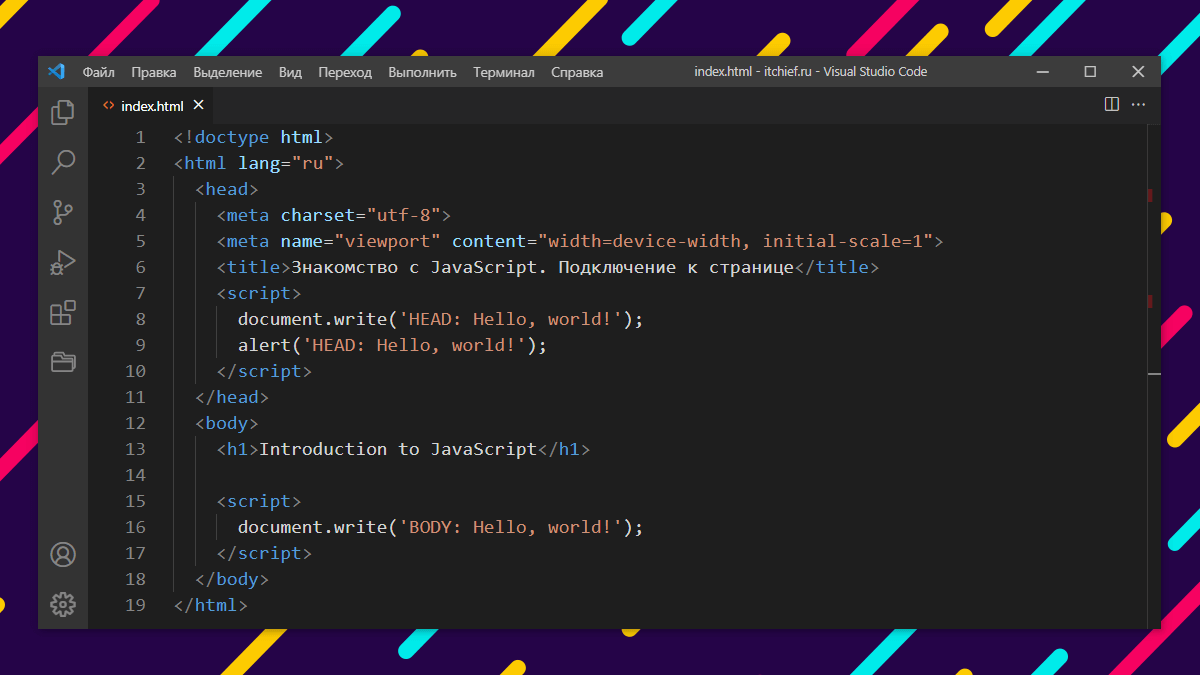 Файл Правка Выделение Вид Переход Выполнить Терминал Справка index.html - itchief.ru - Visual Studio Code
index.html
1 <!doctype html>
2 <html lang="ru">
3 <head>
4 <meta charset="utf-8">
5 <meta name="viewport" content="width=device-width, initial-scale=1">
6 <title>Знакомство с JavaScript. Подключение к странице</title>
7 <script>
8 document.write('HEAD: Hello, world!');
9 alert('HEAD: Hello, world!');
10 </script>
11 </head>
12 <body>
13 <h1>Introduction to JavaScript</h1>
14
15 <script>
16 document.write('BODY: Hello, world!');
17 </script>
18 </body>
19 </html>